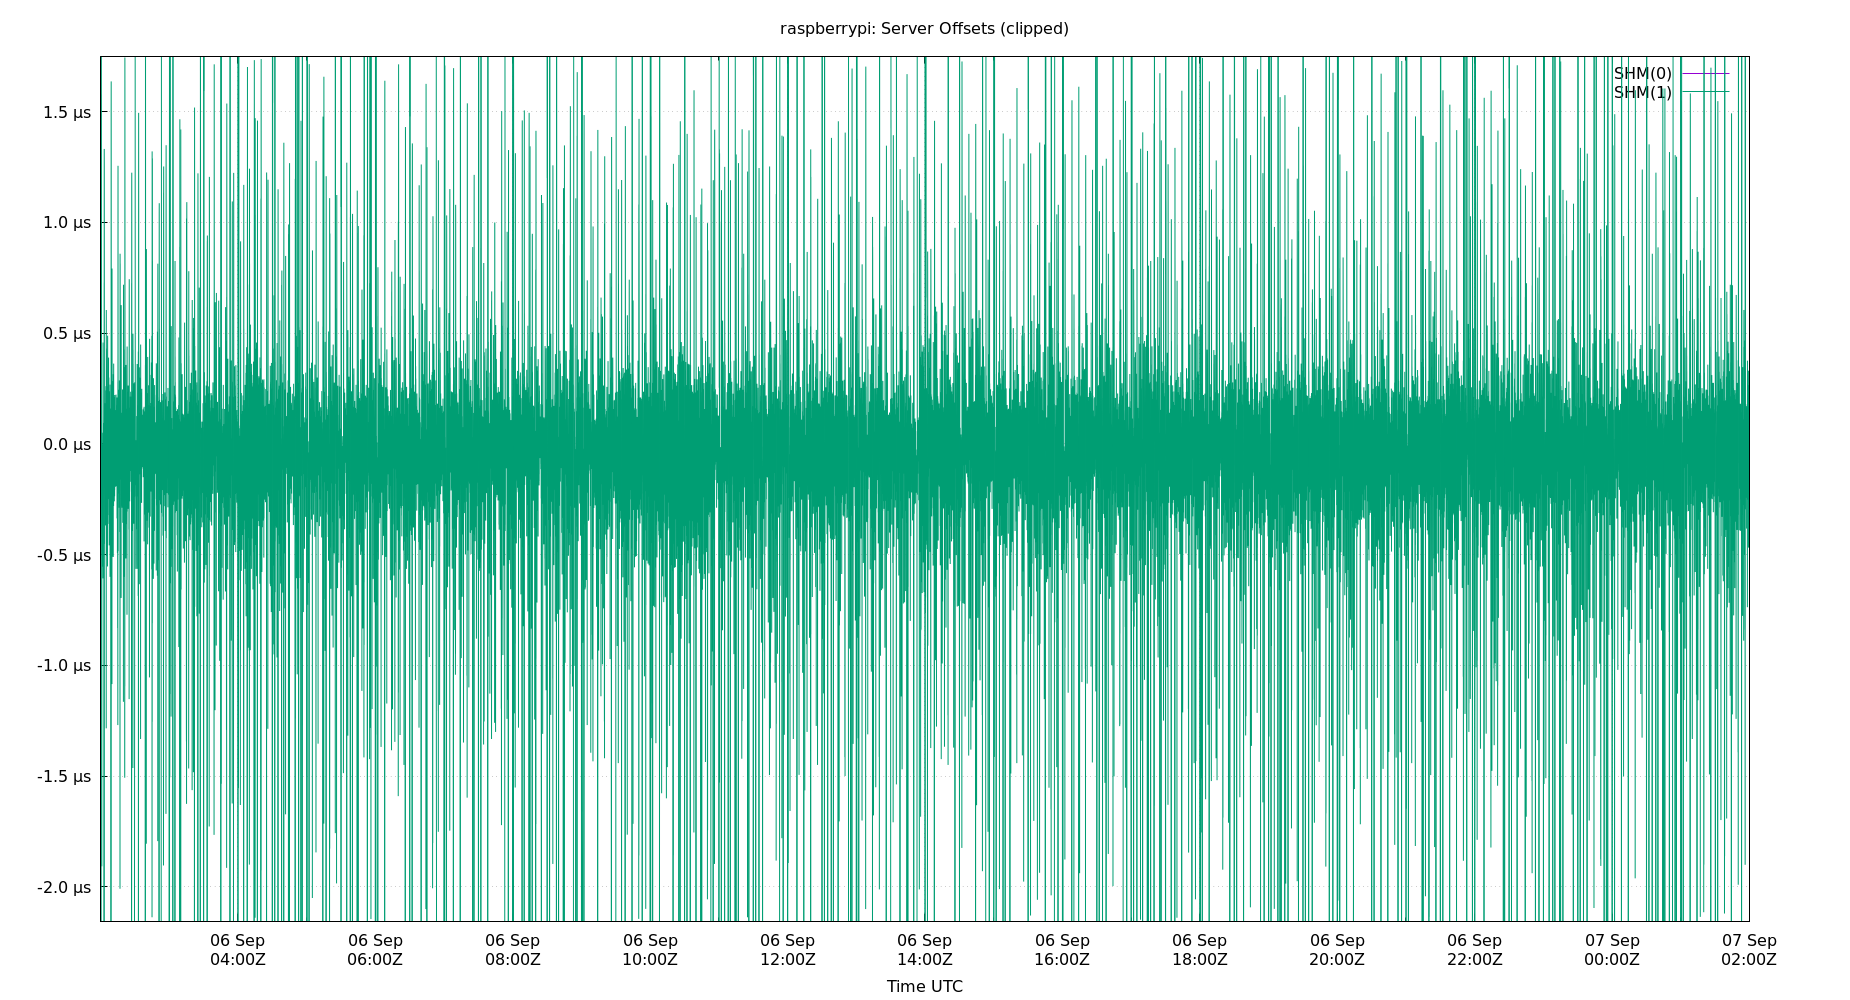 raspberrypi: Server Offsets (clipped)
SHM(0)
SHM(1)
1.5 µs
1.0 µs
0.5 µs
0.0 µs
-0.5 µs
-1.0 µs
-1.5 µs
-2.0 µs
06 Sep 06 Sep 06 Sep 06 Sep 06 Sep 06 Sep 06 Sep 06 Sep 06 Sep 06 Sep 07 Sep 07 Sep
04:00Z 06:00Z 08:00Z 10:00Z 12:00Z 14:00Z 16:00Z 18:00Z 20:00Z 22:00Z 00:00Z 02:00Z
Time UTC